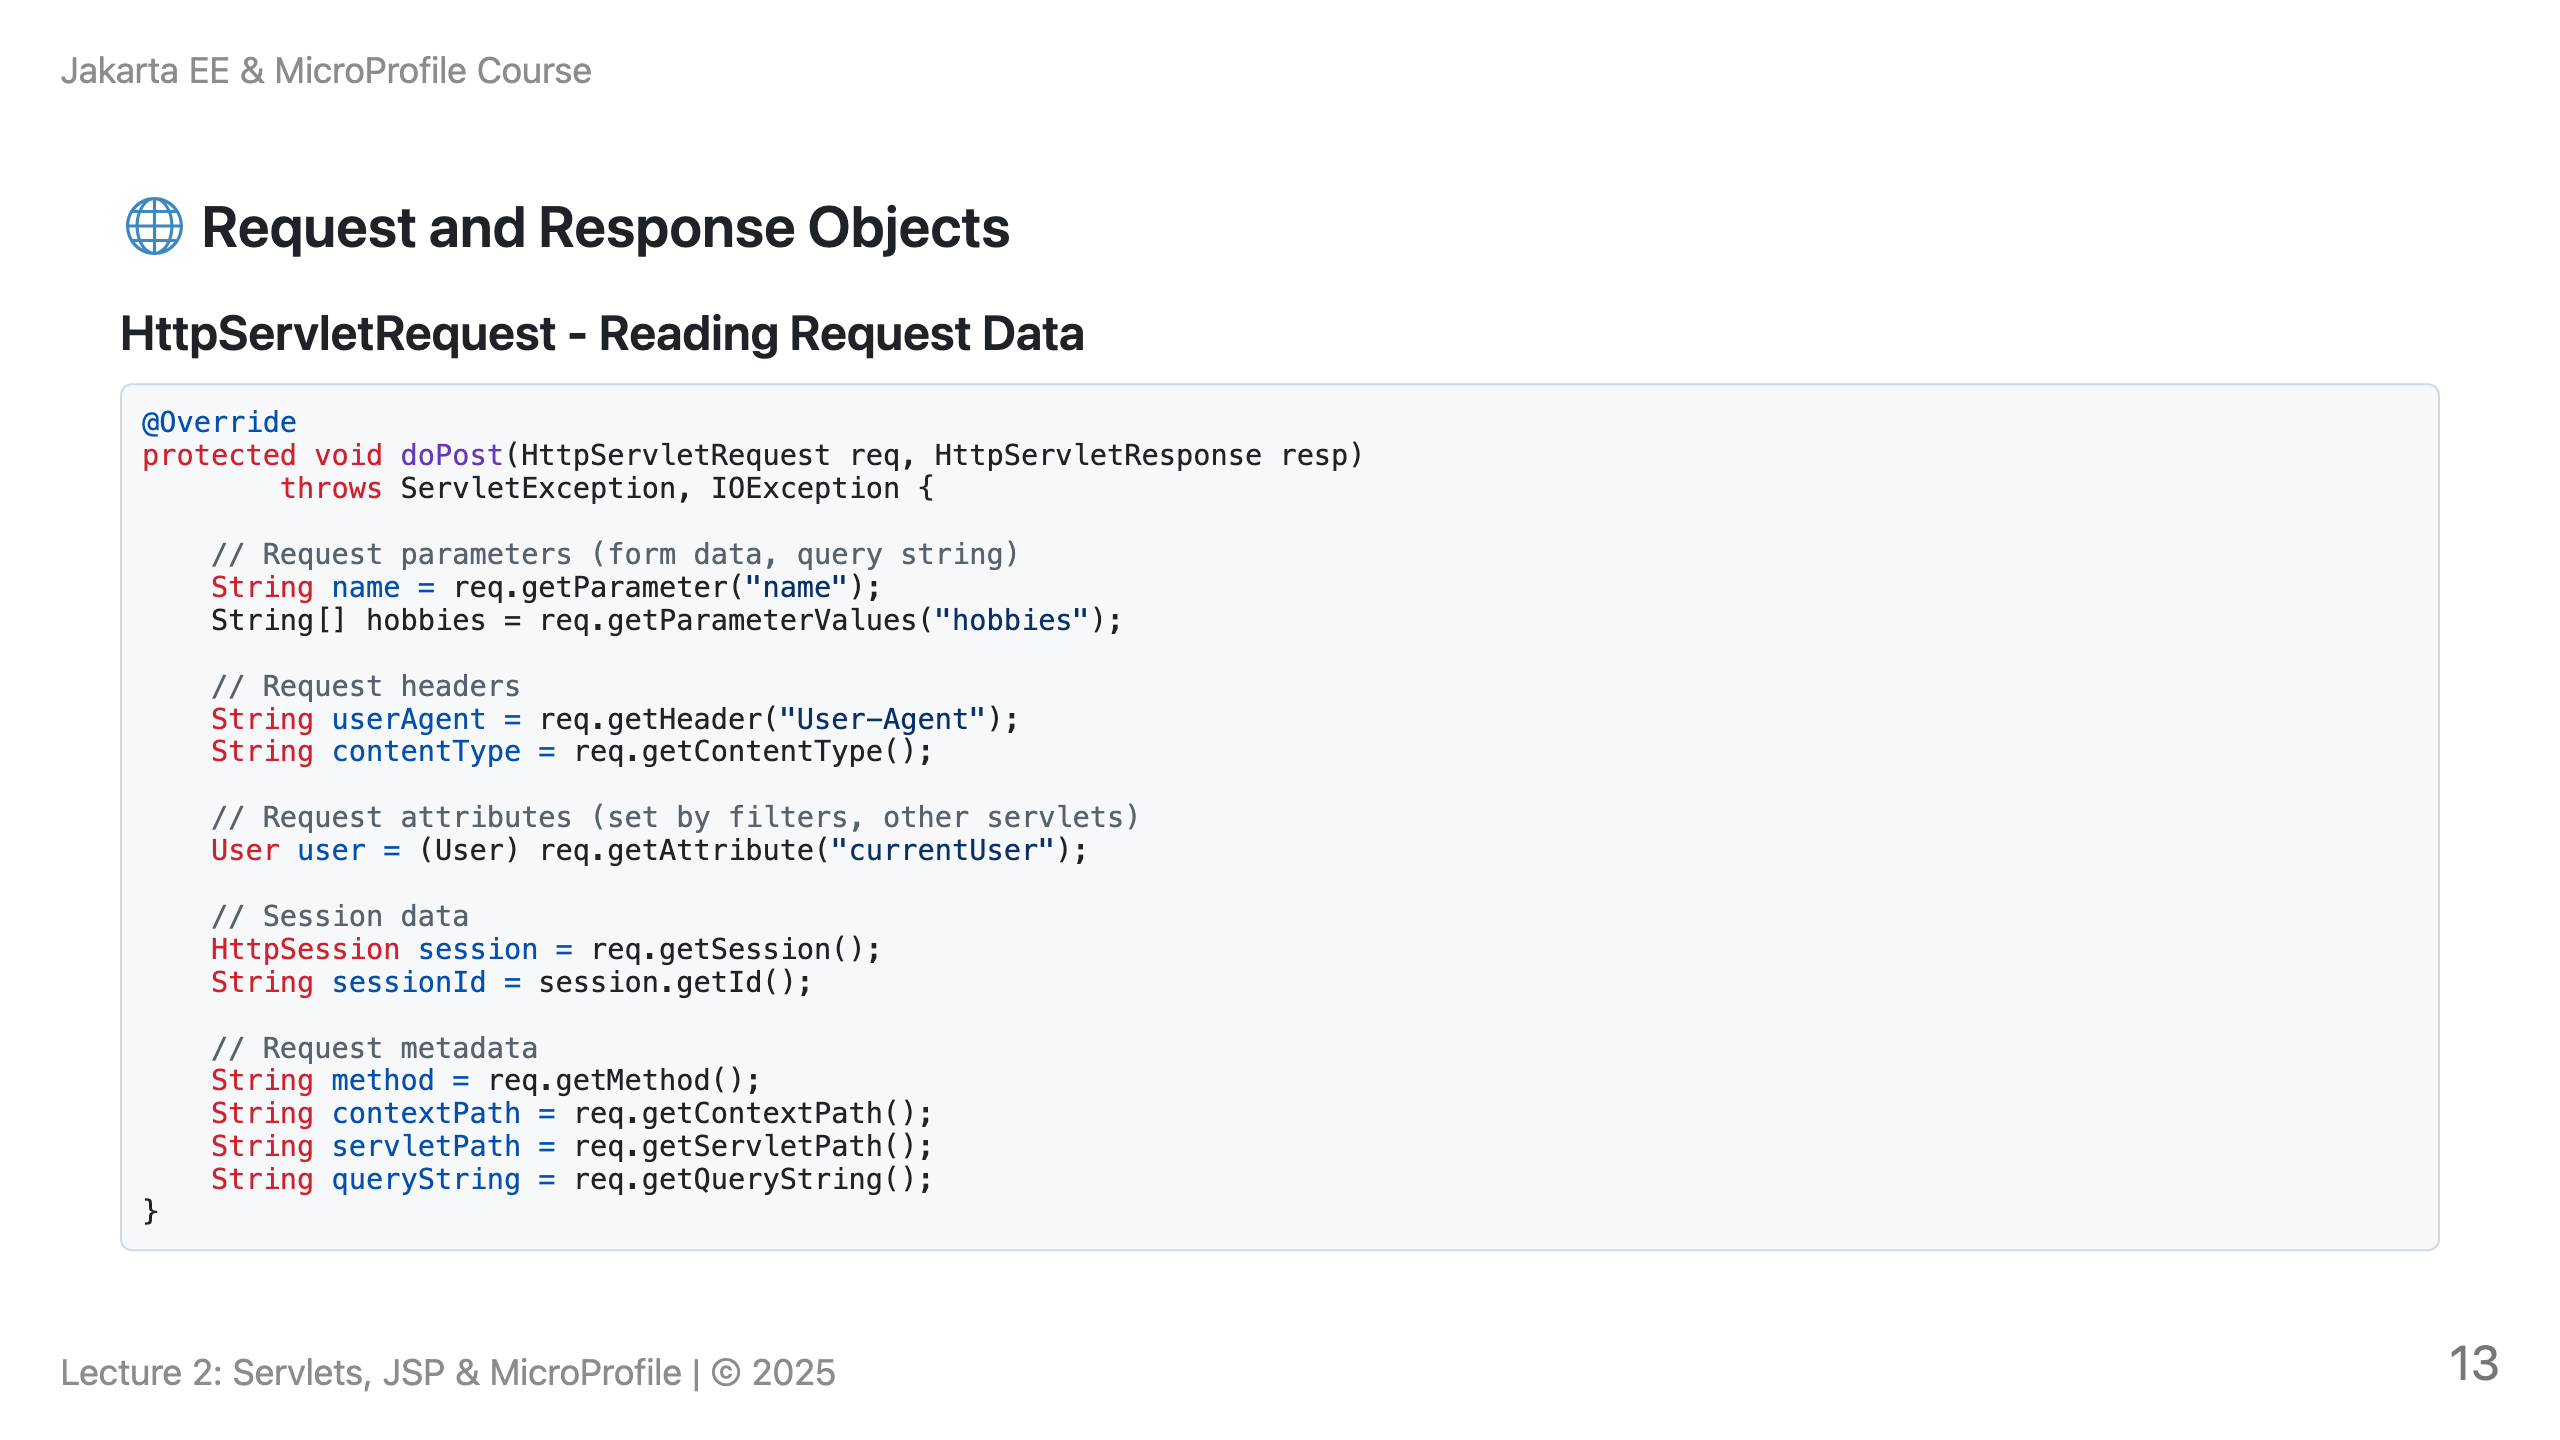 Jakarta EE & MicroProfile Course
🌐 Request and Response Objects
HttpServletRequest - Reading Request Data
@Override
protected void doPost(HttpServletRequest req, HttpServletResponse resp)
        throws ServletException, IOException {
    // Request parameters (form data, query string)
    String name = req.getParameter("name");
    String[] hobbies = req.getParameterValues("hobbies");
    // Request headers
    String userAgent = req.getHeader("User-Agent");
    String contentType = req.getContentType();
    // Request attributes (set by filters, other servlets)
    User user = (User) req.getAttribute("currentUser");
    // Session data
    HttpSession session = req.getSession();
    String sessionId = session.getId();
    // Request metadata
    String method = req.getMethod();
    String contextPath = req.getContextPath();
    String servletPath = req.getServletPath();
    String queryString = req.getQueryString();
}
Lecture 2: Servlets, JSP & MicroProfile | © 2025
13